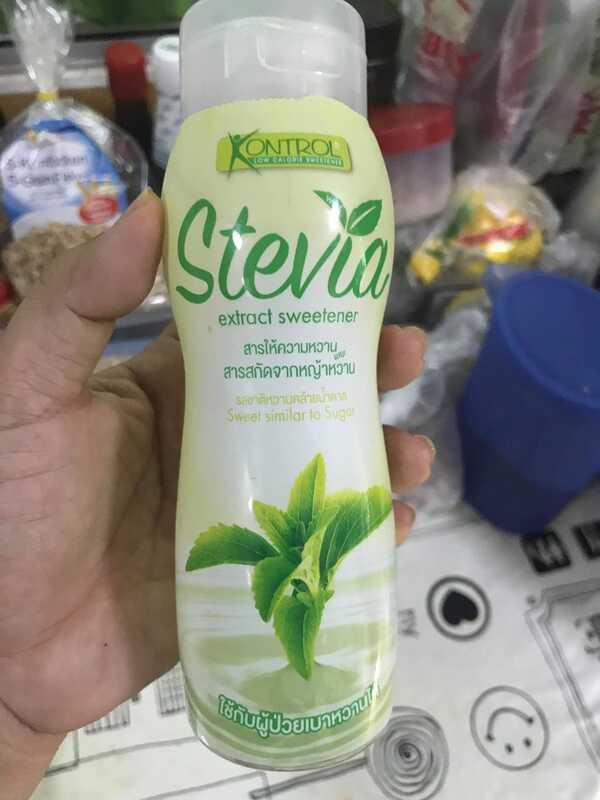 KONTROL
LOW CALORIE SWEETENER
Stevia
extract sweetener
สารให้ความหวานผสม
สารสกัดจากหญ้าหวาน
รสชาติหวานคล้ายน้ำตาล
Sweet similar to Sugar
ใช้กับผู้ป่วยเบาหวานได้